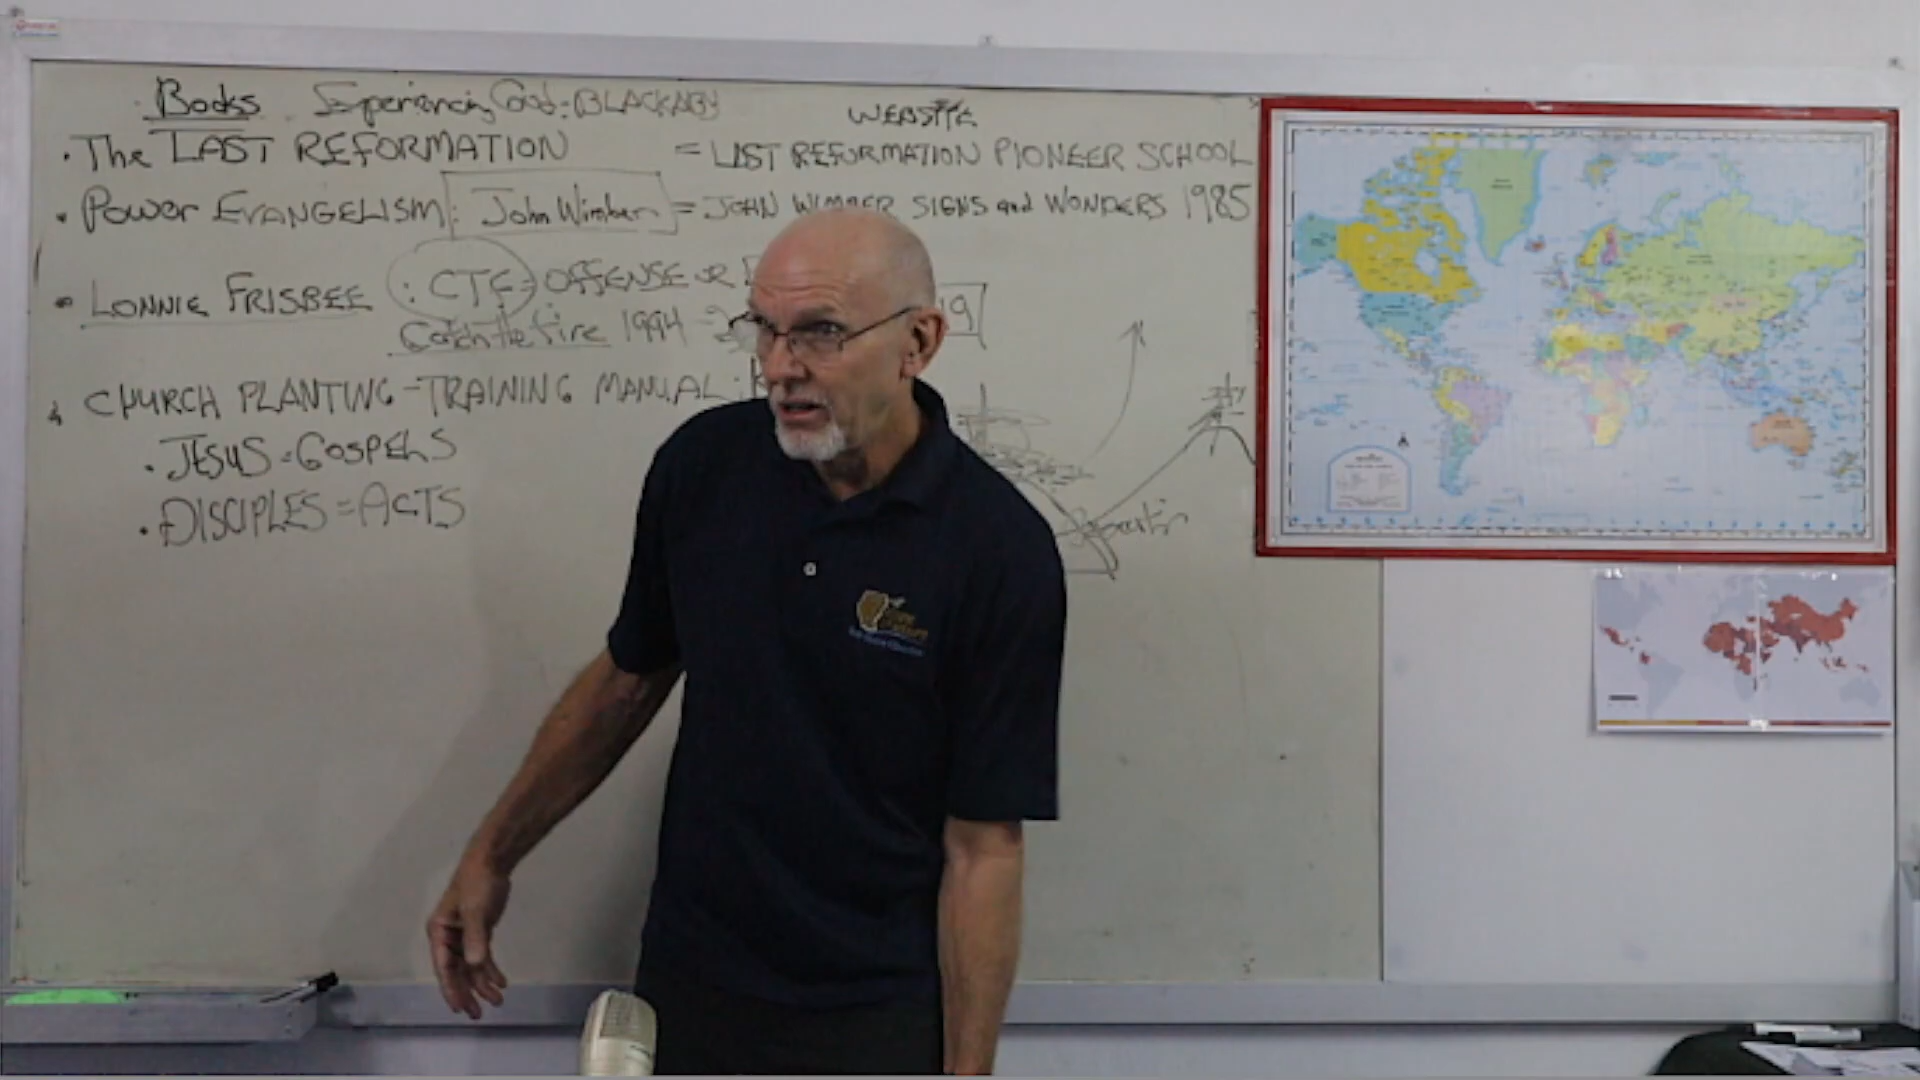 Books Experiencing God: BLACKABY
WEBSITE
• The LAST REFORMATION = LAST REFORMATION PIONEER SCHOOL
• POWER EVANGELISM: John Wimber = JOHN WIMBER SIGNS and WONDERS 1985
• LONNIE FRISBEE : CTF = OFFENSE OR
Catch the Fire 1994 - 19
• CHURCH PLANTING - TRAINING MANUAL :
• JESUS = GOSPELS
• DISCIPLES = ACTS